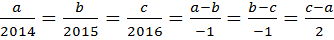 a/2014 = b/2015 = c/2016 = (a−b)/−1 = (b−c)/−1 = (c−a)/2